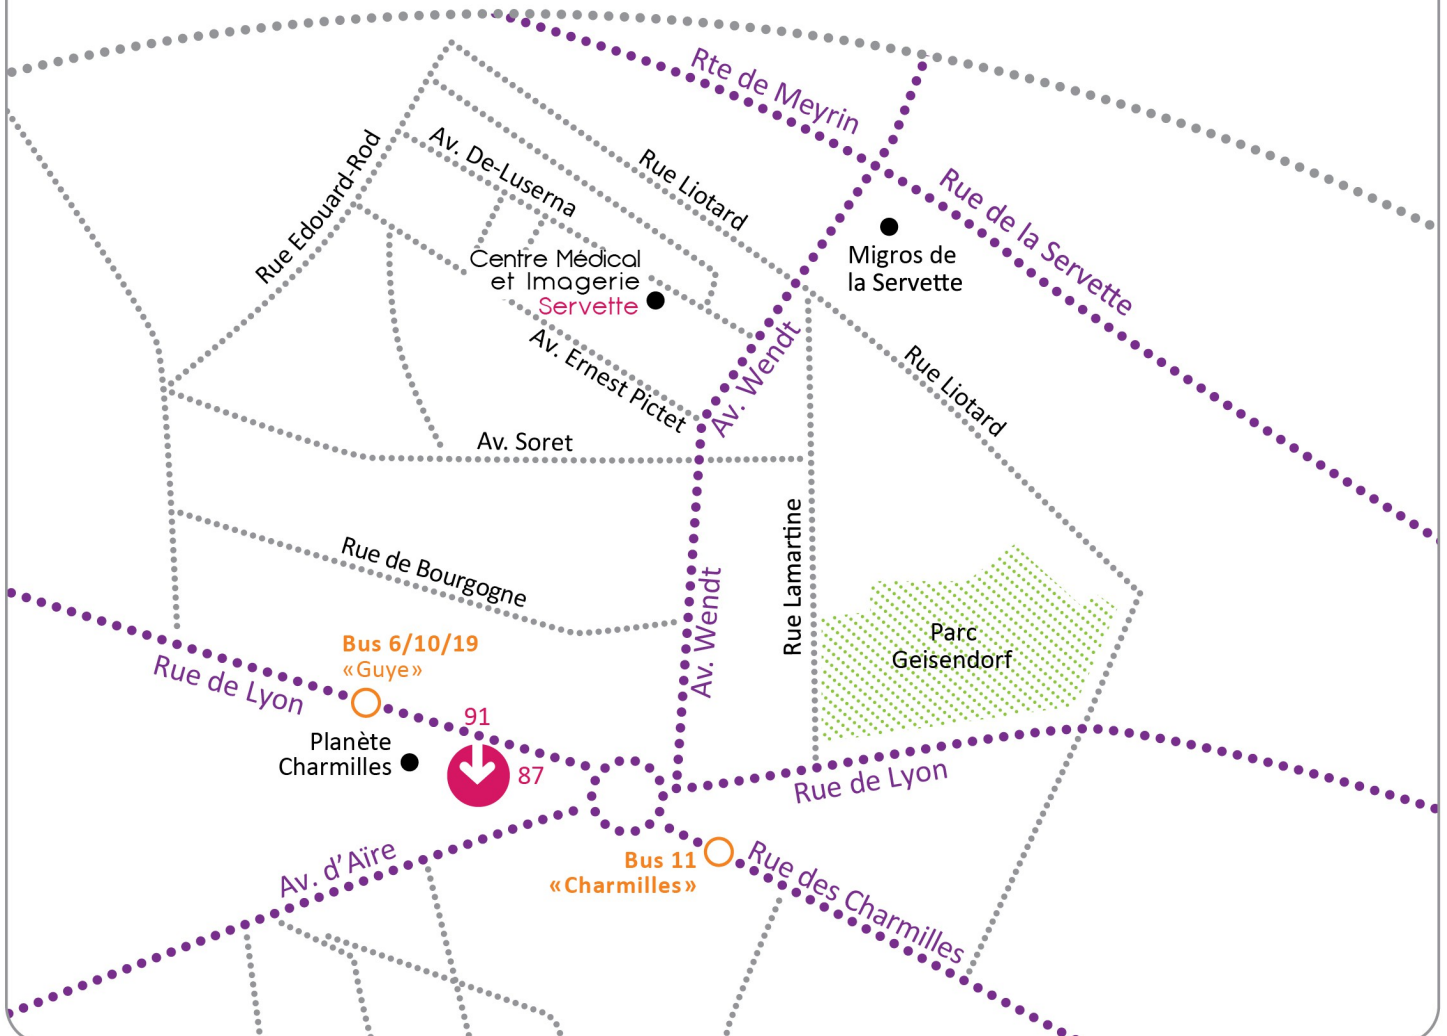 Rte de Meyrin
Rue Edouard-Rod
Av. De-Luserna
Rue Liotard
Rue de la Servette
Centre Médical
et Imagerie
Servette
Migros de
la Servette
Av. Ernest Pictet
Av. Wendt
Rue Liotard
Av. Soret
Rue Lamartine
Rue de Bourgogne
Av. Wendt
Parc
Geisendorf
Bus 6/10/19
«Guye»
Rue de Lyon
91
Planète
Charmilles
87
Rue de Lyon
Av. d’Aïre
Bus 11
«Charmilles»
Rue des Charmilles